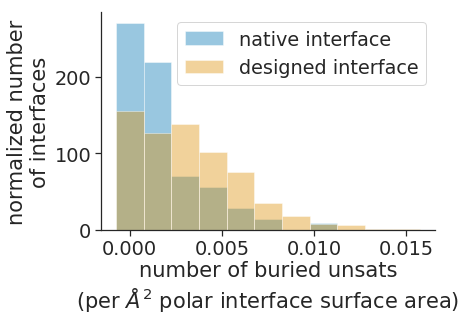 normalized number
of interfaces
200
100
0
native interface
designed interface
0.000 0.005 0.010 0.015
number of buried unsats
(per Å² polar interface surface area)